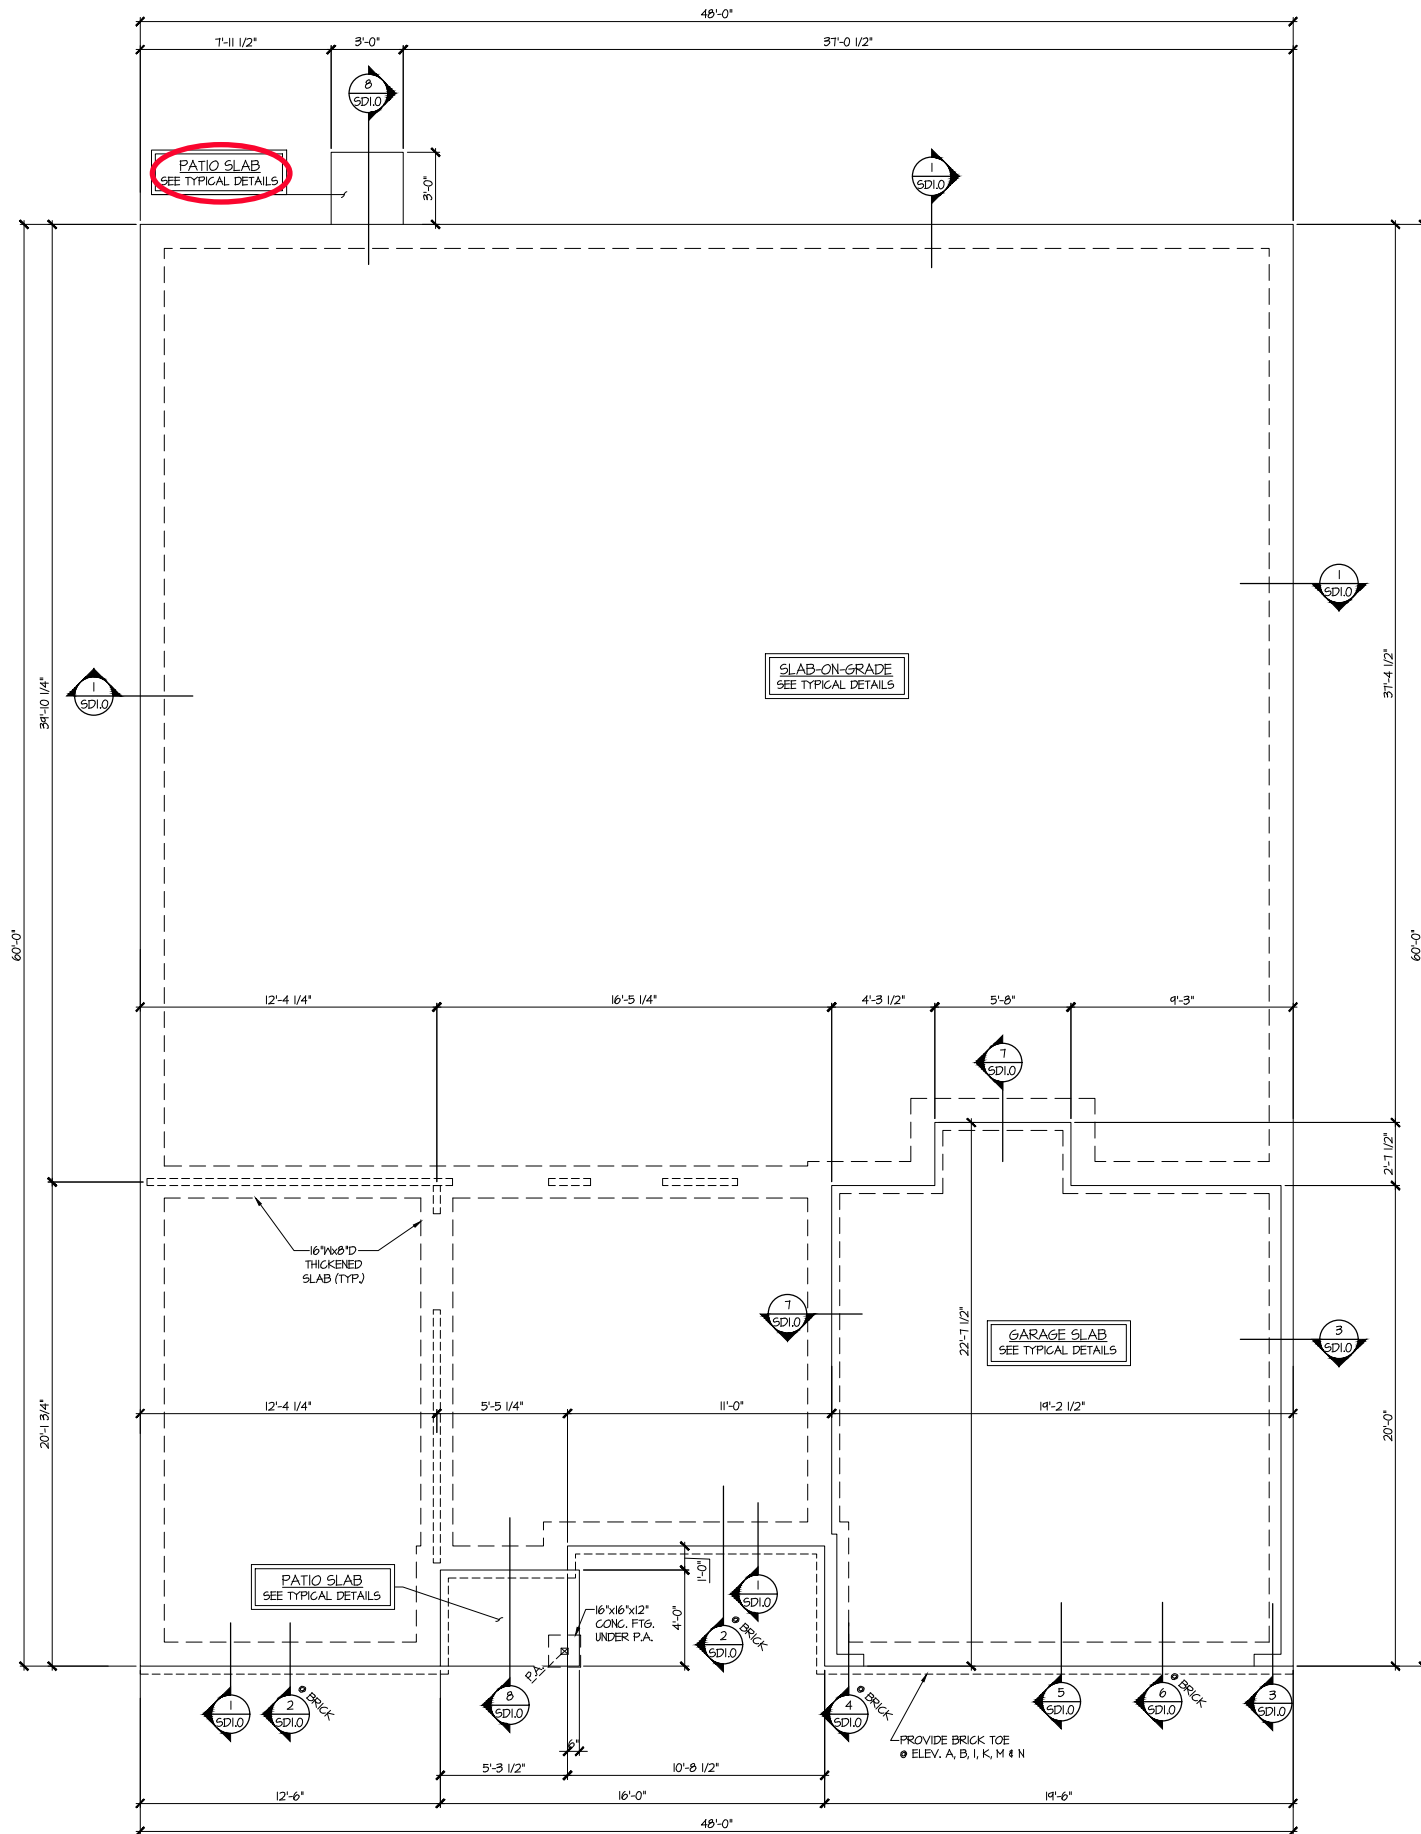 48'-0"
7'-11 1/2"
3'-0"
37'-0 1/2"
8
SD1.0
PATIO SLAB
SEE TYPICAL DETAILS
3'-0"
1
SD1.0
1
SD1.0
SLAB-ON-GRADE
SEE TYPICAL DETAILS
1
SD1.0
39'-10 1/4"
37'-4 1/2"
60'-0"
60'-0"
12'-4 1/4"
16'-5 1/4"
4'-3 1/2"
5'-8"
9'-3"
7
SD1.0
2'-7 1/2"
16"Wx8"D
THICKENED
SLAB (TYP.)
7
SD1.0
22'-7 1/2"
GARAGE SLAB
SEE TYPICAL DETAILS
3
SD1.0
20'-1 3/4"
12'-4 1/4"
5'-5 1/4"
11'-0"
19'-2 1/2"
20'-0"
PATIO SLAB
SEE TYPICAL DETAILS
1'-0"
4'-0"
16"x16"x12"
CONC. FTG.
UNDER P.A.
P.A.
1
SD1.0
2
SD1.0
@ BRICK
1
SD1.0
2
SD1.0
@ BRICK
8
SD1.0
4
SD1.0
@ BRICK
5
SD1.0
6
SD1.0
@ BRICK
3
SD1.0
PROVIDE BRICK TOE
@ ELEV. A, B, I, K, M & N
6"
5'-3 1/2"
10'-8 1/2"
12'-6"
16'-0"
19'-6"
48'-0"